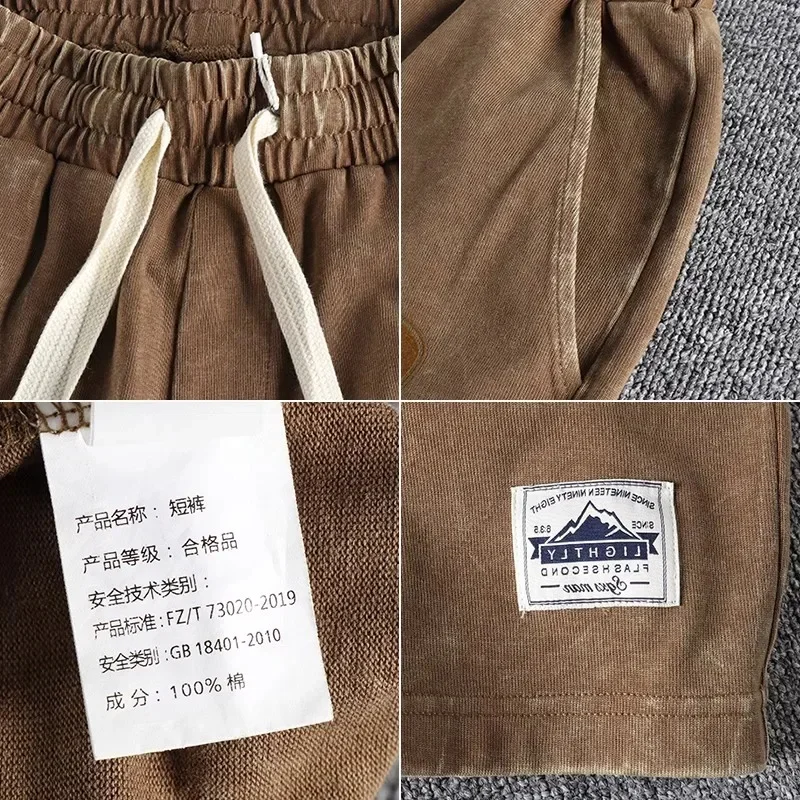 产品名称： 短裤
产品等级：合格品
安全技术类别：
产品标准：FZ/T 73020-2019
安全类别：GB 18401-2010
成 分：100% 棉
SINCE NINETEEN NINETY EIGHT
SINCE 6.3.5
LIGHTLY
FLASHSECOND